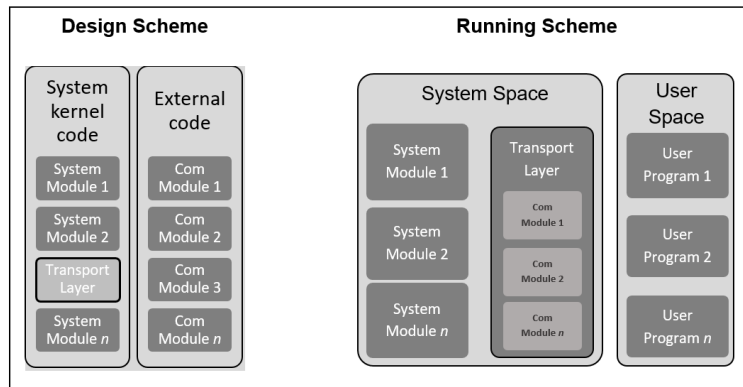 Design Scheme
System
kernel
code
System
Module 1
System
Module 2
Transport
Layer
System
Module n
External
code
Com
Module 1
Com
Module 2
Com
Module 3
Com
Module n
Running Scheme
System Space
System
Module 1
System
Module 2
System
Module n
Transport
Layer
Com
Module 1
Com
Module 2
Com
Module n
User
Space
User
Program 1
User
Program 2
User
Program n